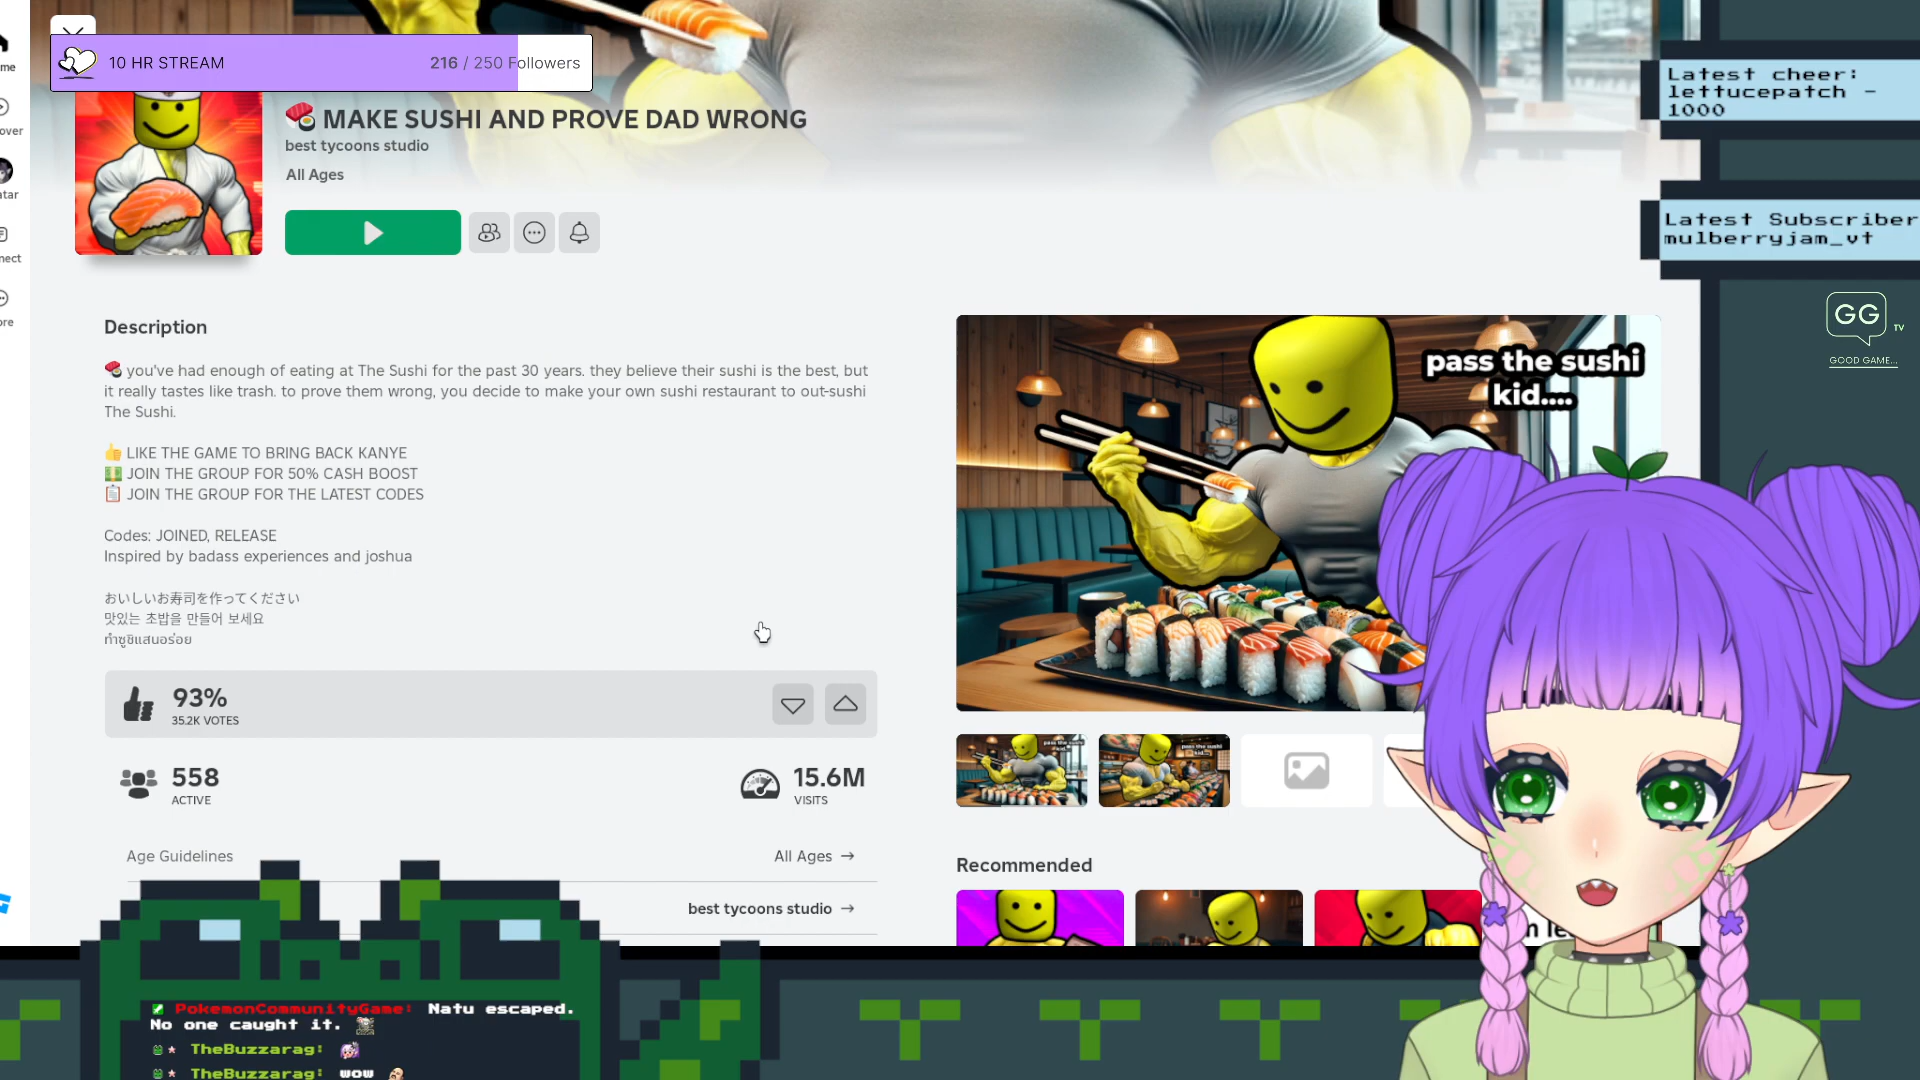 10 HR STREAM
216 / 250 Followers
MAKE SUSHI AND PROVE DAD WRONG
best tycoons studio
All Ages
Description
you've had enough of eating at The Sushi for the past 30 years. they believe their sushi is the best, but
it really tastes like trash. to prove them wrong, you decide to make your own sushi restaurant to out-sushi
The Sushi.
LIKE THE GAME TO BRING BACK KANYE
JOIN THE GROUP FOR 50% CASH BOOST
JOIN THE GROUP FOR THE LATEST CODES
Codes: JOINED, RELEASE
Inspired by badass experiences and joshua
おいしいお寿司を作ってください
맛있는 초밥을 만들어 보세요
ทำซูชิแสนอร่อย
93%
35.2K VOTES
558
ACTIVE
15.6M
VISITS
Age Guidelines
All Ages →
best tycoons studio →
pass the sushi
kid....
Recommended
Latest cheer:
lettucepatch -
1000
Latest Subscriber
mulberryjam_vt
GG
TV
GOOD GAME...
PokemonCommunityGame: Natu escaped.
No one caught it.
TheBuzzarag:
TheBuzzarag: wow